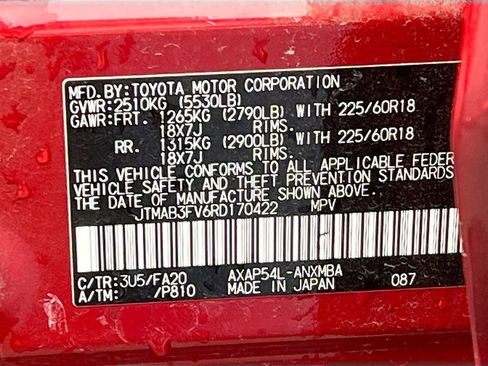 MFD.BY:TOYOTA MOTOR CORPORATION
GVWR:2510KG (5530LB)
GAWR:FRT. 1265KG (2790LB) WITH 225/60R18
18X7J RIMS.
RR. 1315KG (2900LB) WITH 225/60R18
18X7J RIMS.
THIS VEHICLE CONFORMS TO ALL APPLICABLE FEDER
VEHICLE SAFETY AND THEFT PREVENTION STANDARDS
THE DATE OF MANUFACTURE SHOWN ABOVE.
JTMAB3FV6RD170422 MPV
C/TR:3U5/FA20 AXAP54L-ANXMBA
A/TM: /P810 MADE IN JAPAN 087